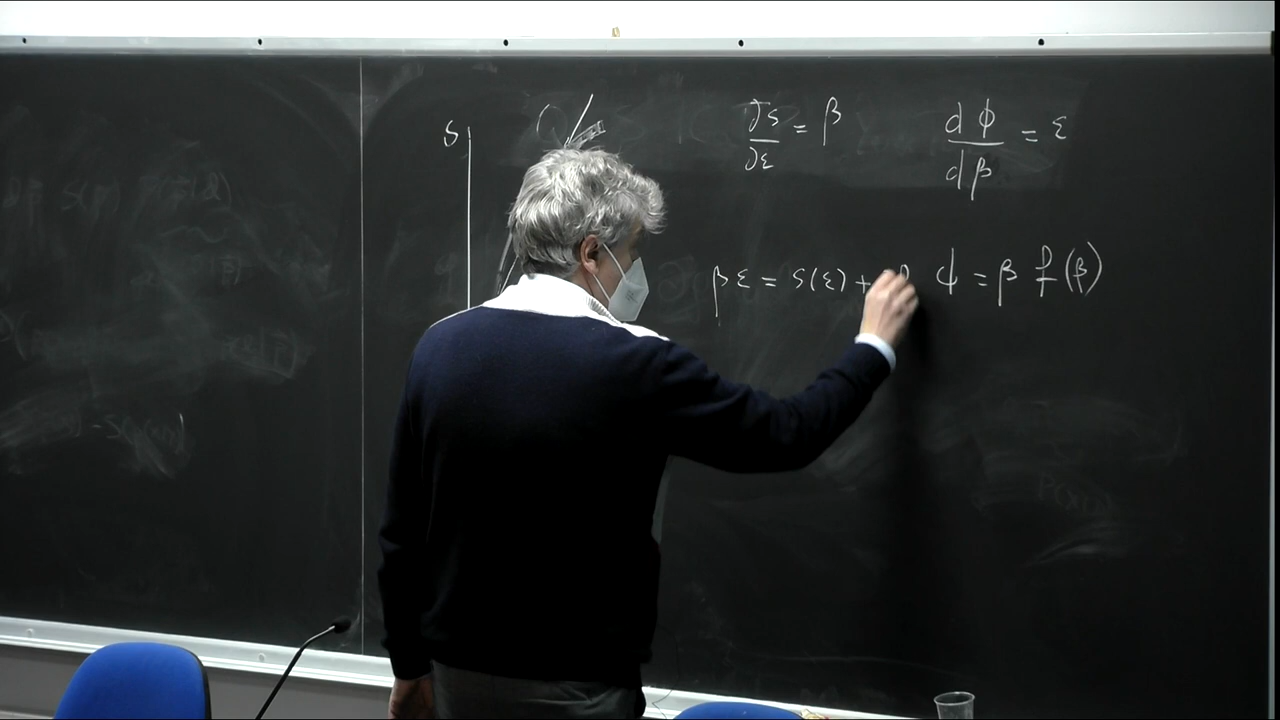 S
∂S/∂ε = β
dϕ/dβ = ε
βε = S(ε) +
ϕ = β f(β)